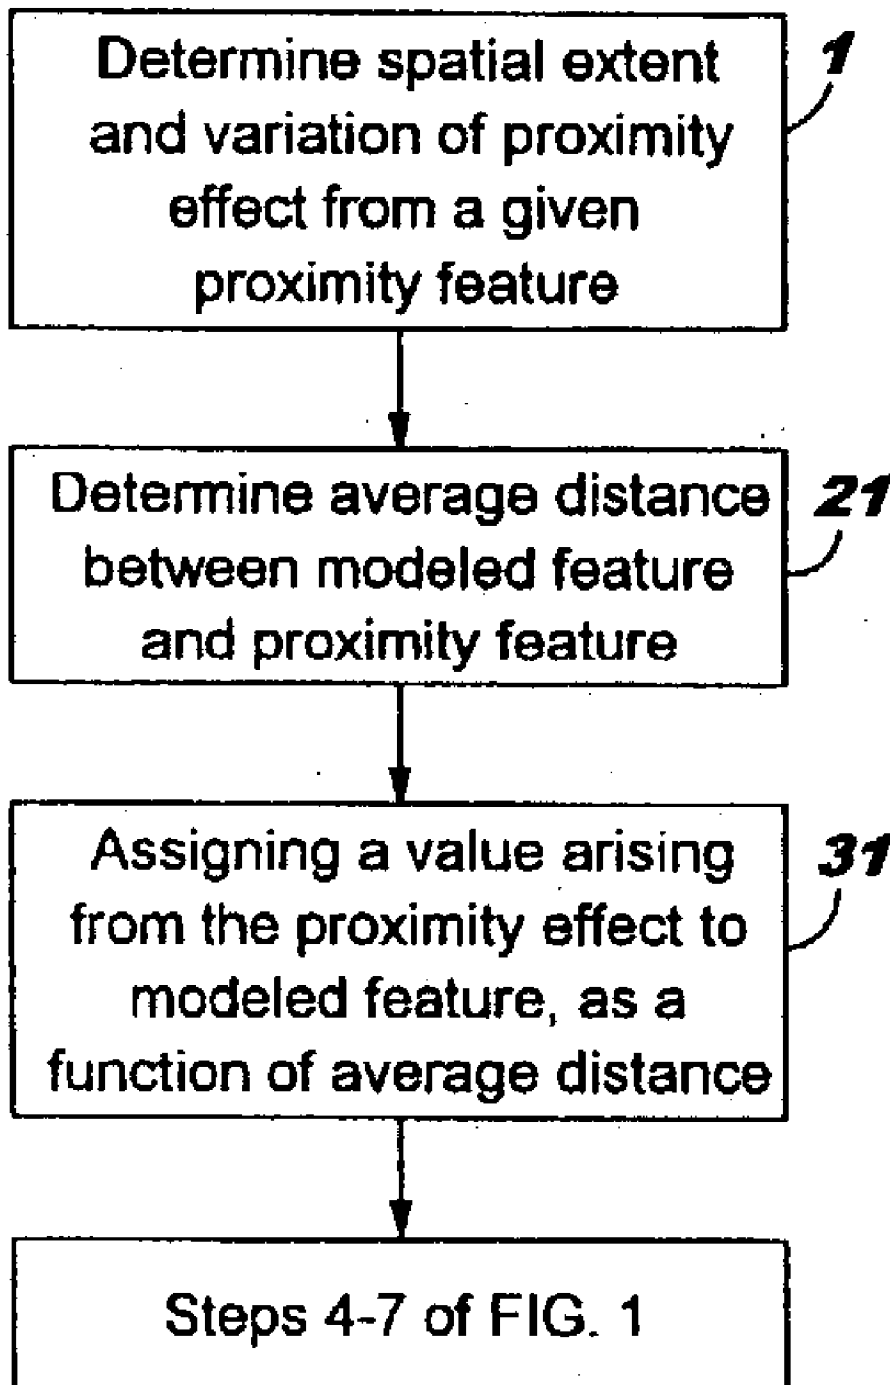 Determine spatial extent
and variation of proximity
effect from a given
proximity feature
1
Determine average distance
between modeled feature
and proximity feature
21
Assigning a value arising
from the proximity effect to
modeled feature, as a
function of average distance
31
Steps 4-7 of FIG. 1